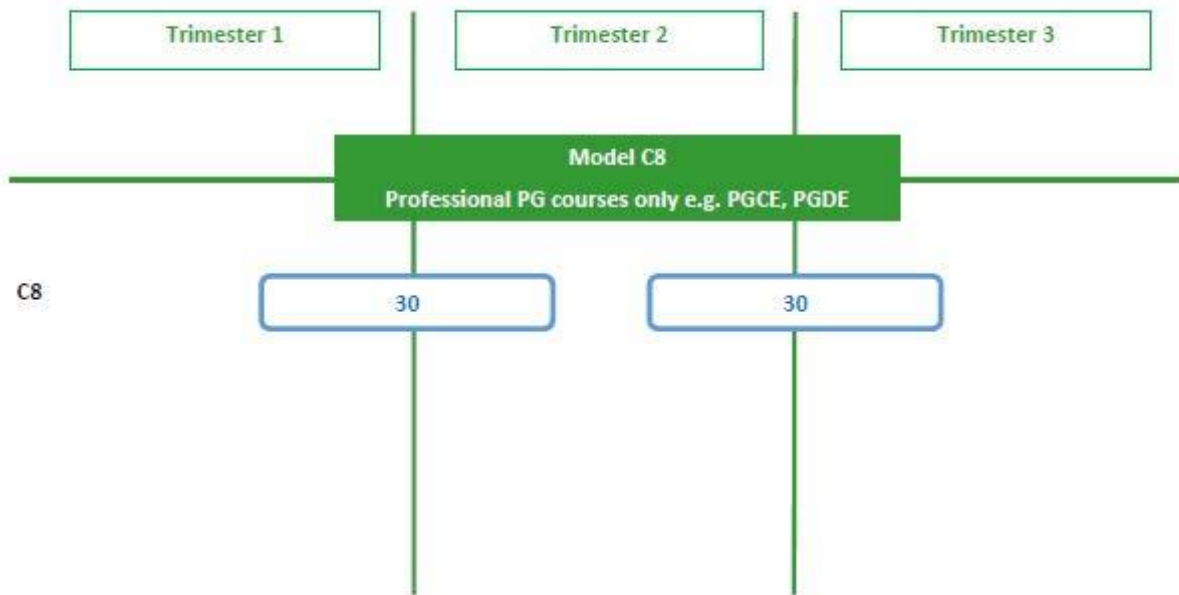 Trimester 1
Trimester 2
Trimester 3
Model C8
Professional PG courses only e.g. PGCE, PGDE
C8
30
30